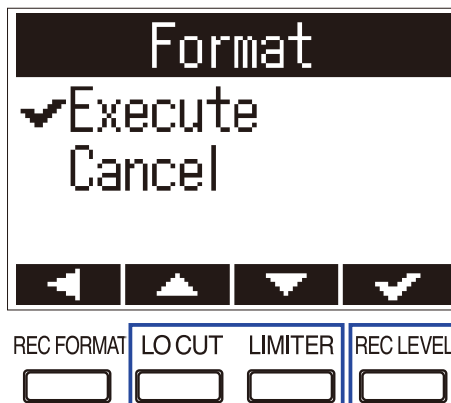 Format
Execute
Cancel
REC FORMAT LO CUT LIMITER REC LEVEL